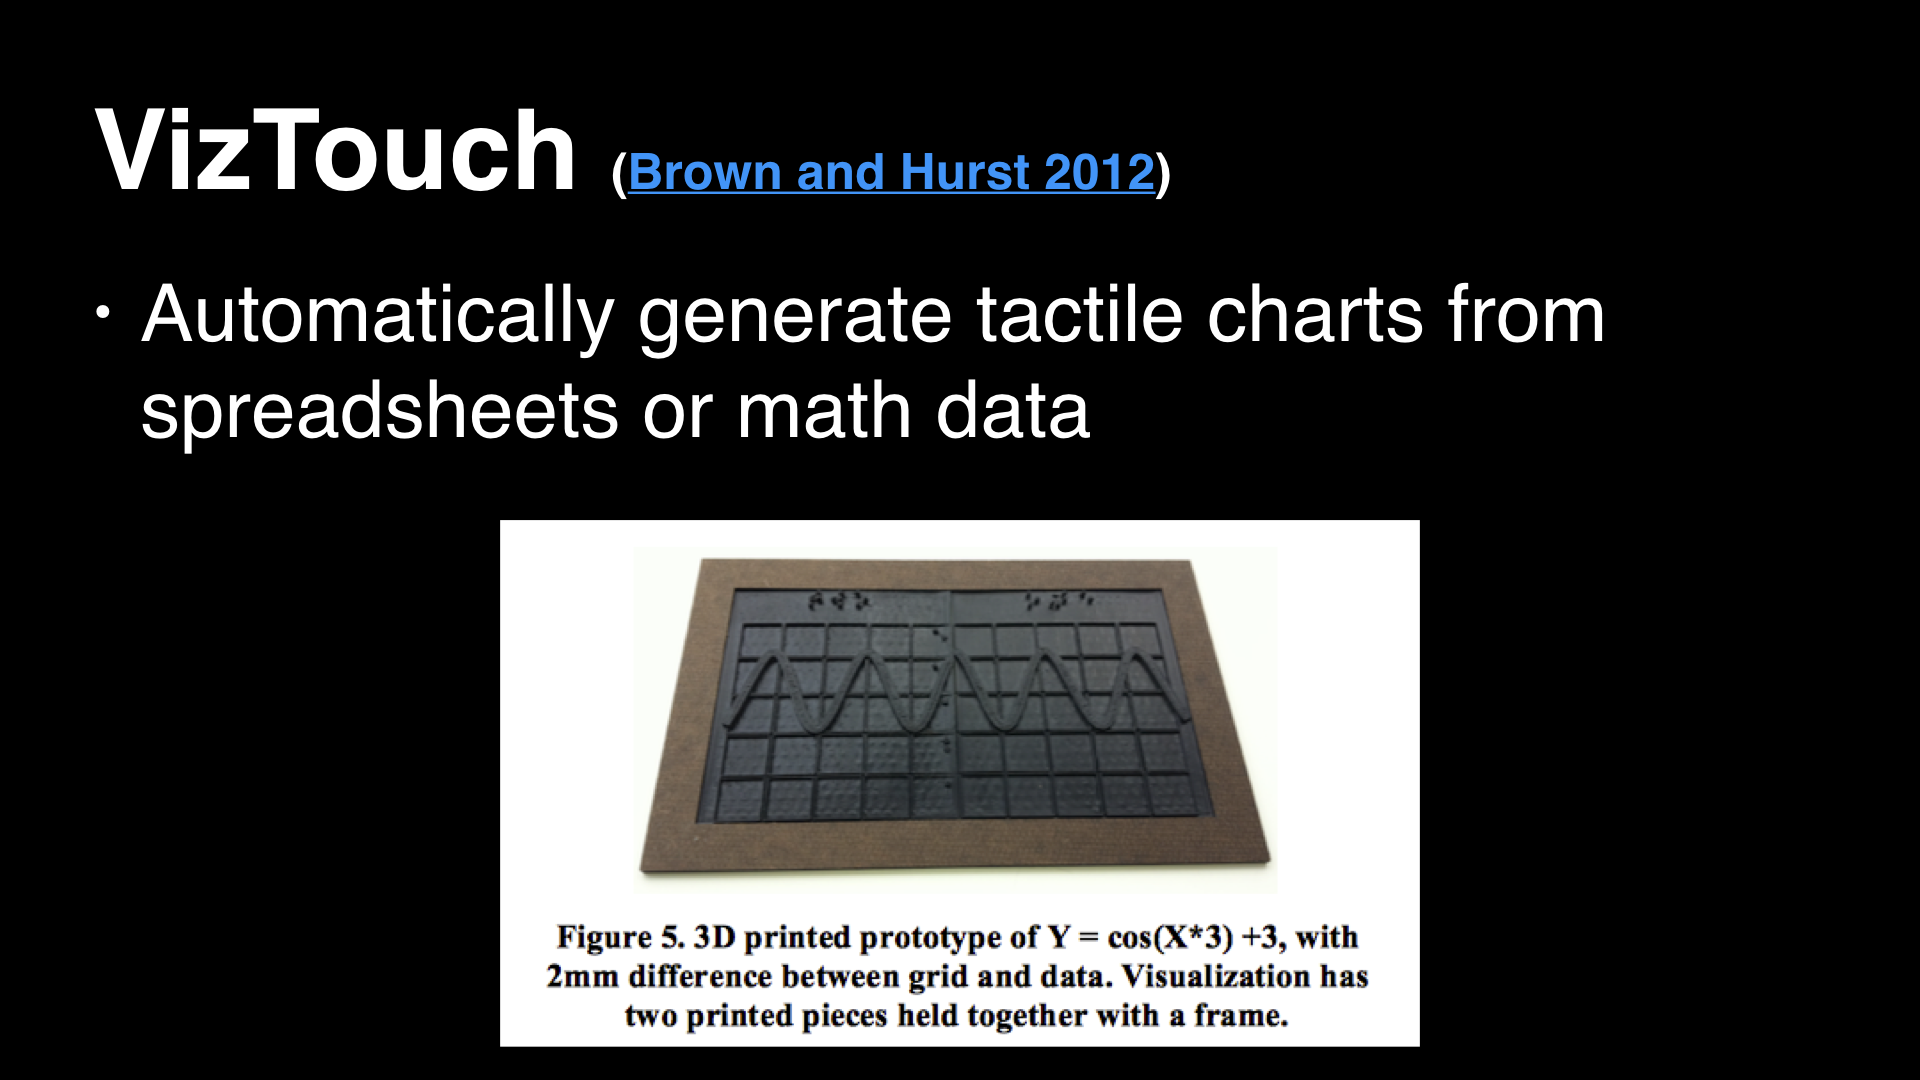 VizTouch (Brown and Hurst 2012)
• Automatically generate tactile charts from
spreadsheets or math data
Figure 5. 3D printed prototype of Y = cos(X*3) +3, with
2mm difference between grid and data. Visualization has
two printed pieces held together with a frame.